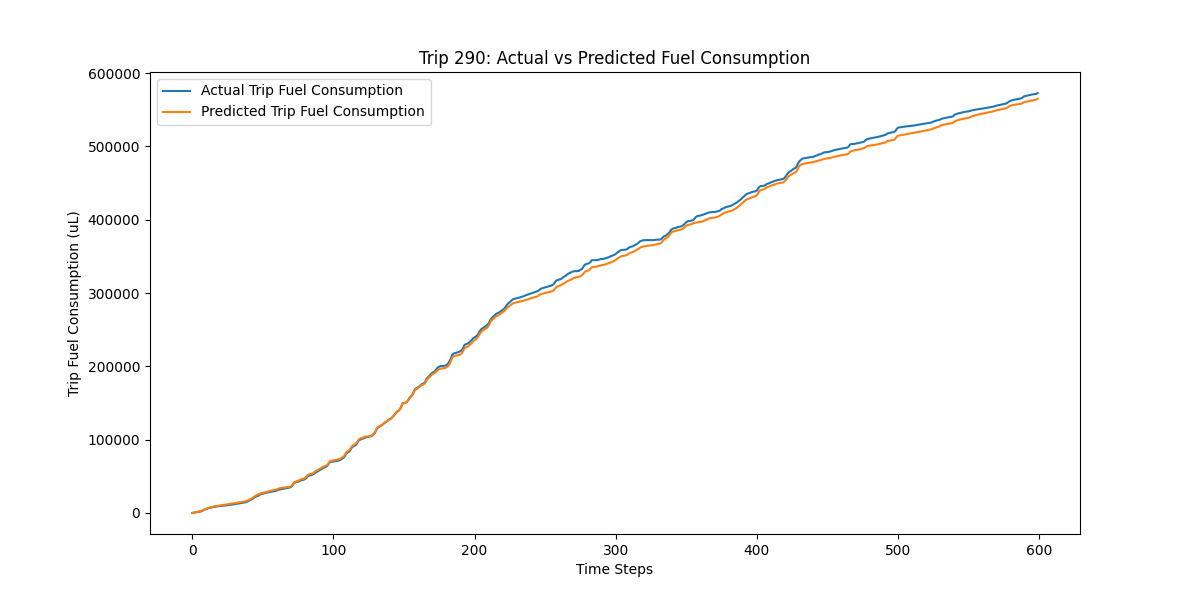 Trip 290: Actual vs Predicted Fuel Consumption
Actual Trip Fuel Consumption
Predicted Trip Fuel Consumption
Trip Fuel Consumption (uL)
600000
500000
400000
300000
200000
100000
0
0 100 200 300 400 500 600
Time Steps